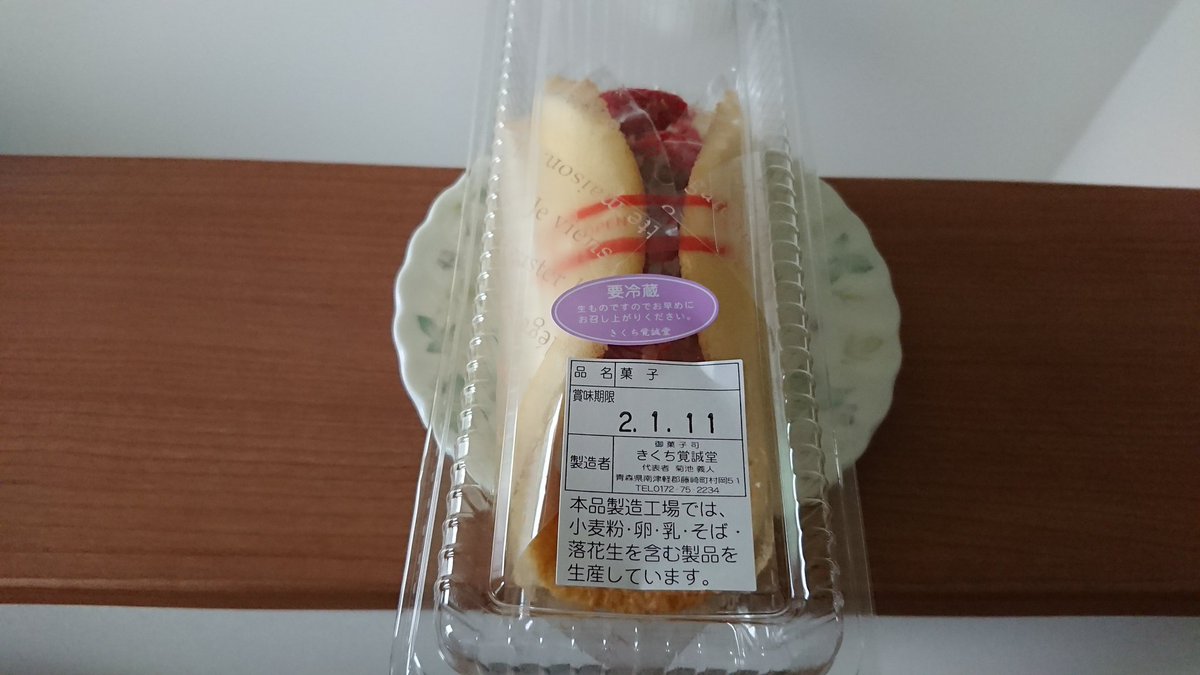 maison
Je viens
要冷蔵
生ものですのでお早めに
お召し上がりください。
きくち覚誠堂
品名 菓子
賞味期限
2.1.11
製造者
御菓子司
きくち覚誠堂
代表者 菊池義人
青森県南津軽郡藤崎町村岡51
TEL0172-75-2234
本品製造工場では、
小麦粉・卵・乳・そば・
落花生を含む製品を
生産しています。